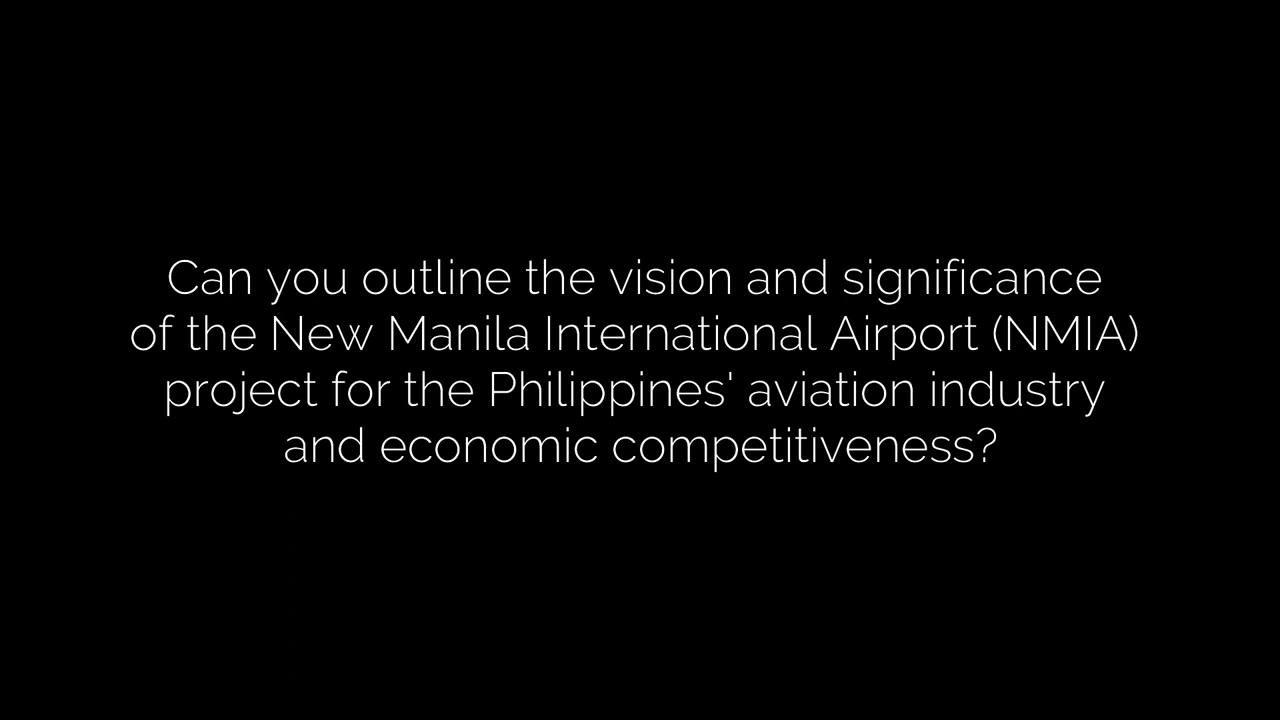 Can you outline the vision and significance
of the New Manila International Airport (NMIA)
project for the Philippines' aviation industry
and economic competitiveness?